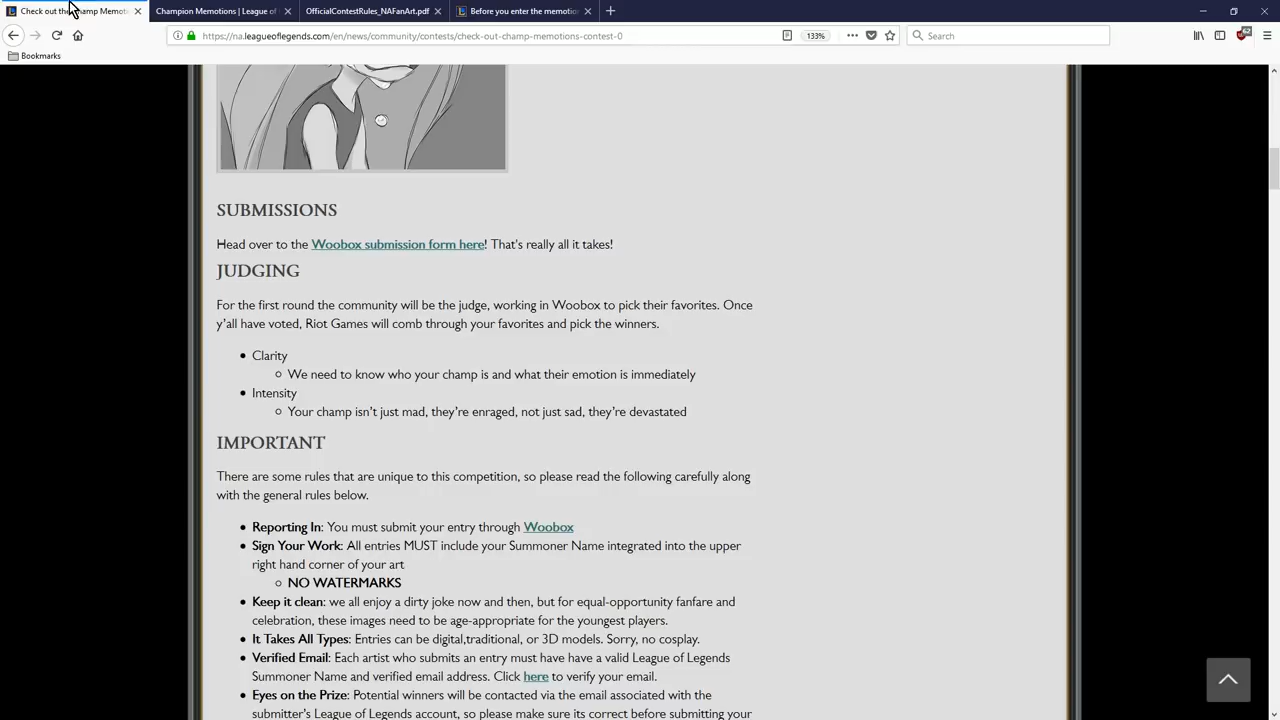 Check out the Champ Memoti
Champion Memotions | League of
OfficialContestRules_NAFanArt.pdf
Before you enter the memotion
https://na.leagueoflegends.com/en/news/community/contests/check-out-champ-memotions-contest-0
133%
Search
Bookmarks
SUBMISSIONS
Head over to the Woobox submission form here! That's really all it takes!
JUDGING
For the first round the community will be the judge, working in Woobox to pick their favorites. Once
y'all have voted, Riot Games will comb through your favorites and pick the winners.
Clarity
We need to know who your champ is and what their emotion is immediately
Intensity
Your champ isn't just mad, they're enraged, not just sad, they're devastated
IMPORTANT
There are some rules that are unique to this competition, so please read the following carefully along
with the general rules below.
Reporting In: You must submit your entry through Woobox
Sign Your Work: All entries MUST include your Summoner Name integrated into the upper
right hand corner of your art
NO WATERMARKS
Keep it clean: we all enjoy a dirty joke now and then, but for equal-opportunity fanfare and
celebration, these images need to be age-appropriate for the youngest players.
It Takes All Types: Entries can be digital,traditional, or 3D models. Sorry, no cosplay.
Verified Email: Each artist who submits an entry must have have a valid League of Legends
Summoner Name and verified email address. Click here to verify your email.
Eyes on the Prize: Potential winners will be contacted via the email associated with the
submitter's League of Legends account, so please make sure its correct before submitting your